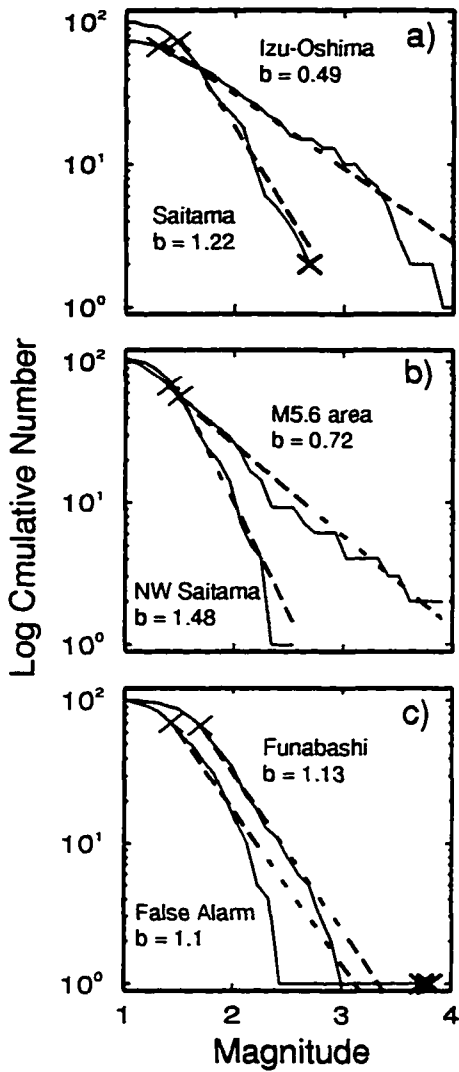 Log Cmulative Number
10²
10¹
10⁰
a)
Izu-Oshima
b = 0.49
Saitama
b = 1.22
10²
10¹
10⁰
b)
M5.6 area
b = 0.72
NW Saitama
b = 1.48
10²
10¹
10⁰
c)
Funabashi
b = 1.13
False Alarm
b = 1.1
1 2 3 4
Magnitude